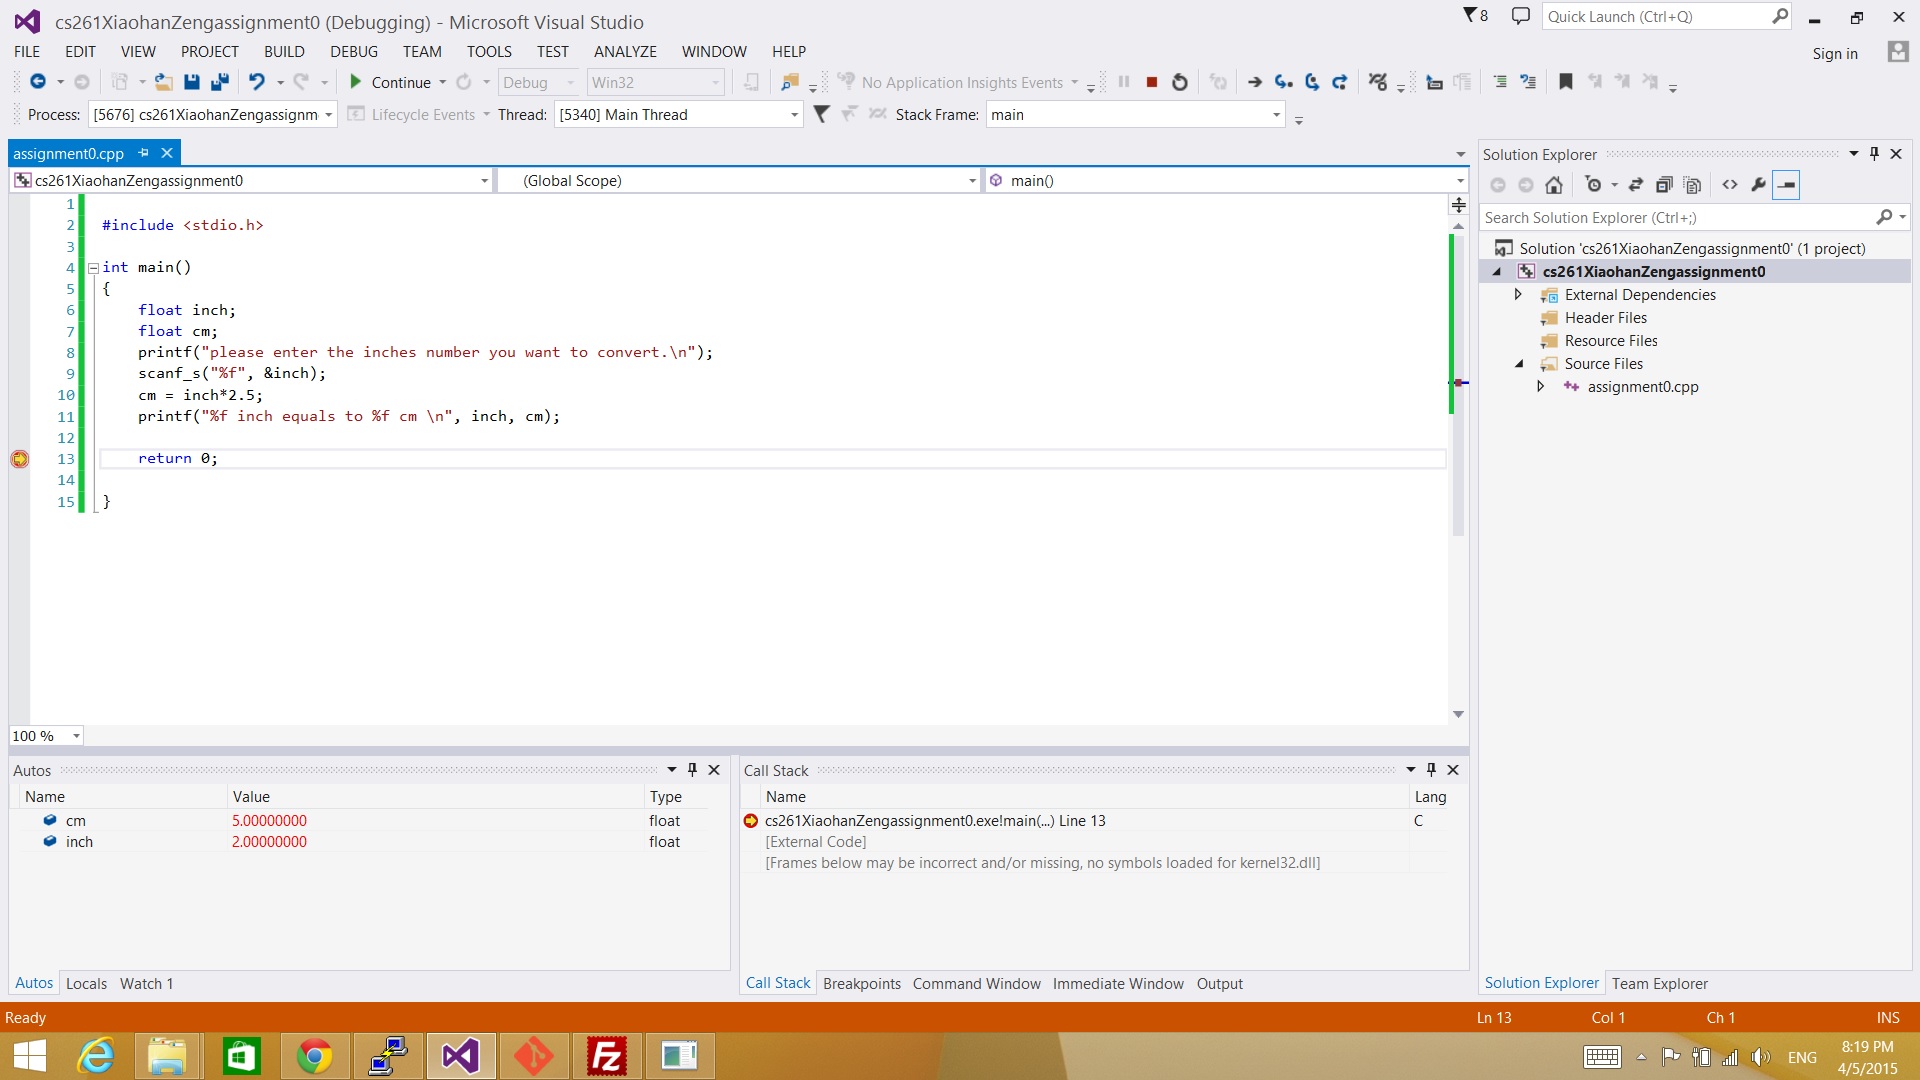 cs261XiaohanZengassignment0 (Debugging) - Microsoft Visual Studio
8
Quick Launch (Ctrl+Q)
FILE EDIT VIEW PROJECT BUILD DEBUG TEAM TOOLS TEST ANALYZE WINDOW HELP
Sign in
Continue Debug Win32 No Application Insights Events
Process: [5676] cs261XiaohanZengassignm Lifecycle Events Thread: [5340] Main Thread Stack Frame: main
assignment0.cpp
cs261XiaohanZengassignment0 (Global Scope) main()
1
2 #include <stdio.h>
3
4 int main()
5 {
6 float inch;
7 float cm;
8 printf("please enter the inches number you want to convert.\n");
9 scanf_s("%f", &inch);
10 cm = inch*2.5;
11 printf("%f inch equals to %f cm \n", inch, cm);
12
13 return 0;
14
15 }
100 %
Solution Explorer
Search Solution Explorer (Ctrl+;)
Solution 'cs261XiaohanZengassignment0' (1 project)
cs261XiaohanZengassignment0
External Dependencies
Header Files
Resource Files
Source Files
assignment0.cpp
Autos
Name Value Type
cm 5.00000000 float
inch 2.00000000 float
Autos Locals Watch 1
Call Stack
Name Lang
cs261XiaohanZengassignment0.exe!main(...) Line 13 C
[External Code]
[Frames below may be incorrect and/or missing, no symbols loaded for kernel32.dll]
Call Stack Breakpoints Command Window Immediate Window Output
Solution Explorer Team Explorer
Ready Ln 13 Col 1 Ch 1 INS
Fz
ENG
8:19 PM
4/5/2015